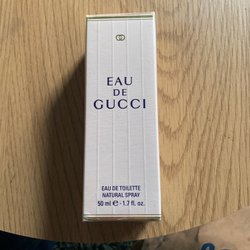 EAU
DE
GUCCI
EAU DE TOILETTE
NATURAL SPRAY
50 ml ℮ - 1.7 fl. oz.